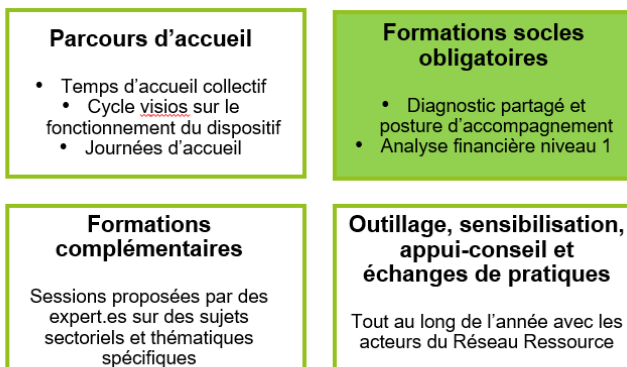 Parcours d’accueil
• Temps d’accueil collectif
• Cycle visios sur le
fonctionnement du dispositif
• Journées d’accueil
Formations socles
obligatoires
• Diagnostic partagé et
posture d’accompagnement
• Analyse financière niveau 1
Formations
complémentaires
Sessions proposées par des
expert.es sur des sujets
sectoriels et thématiques
spécifiques
Outillage, sensibilisation,
appui-conseil et
échanges de pratiques
Tout au long de l’année avec les
acteurs du Réseau Ressource